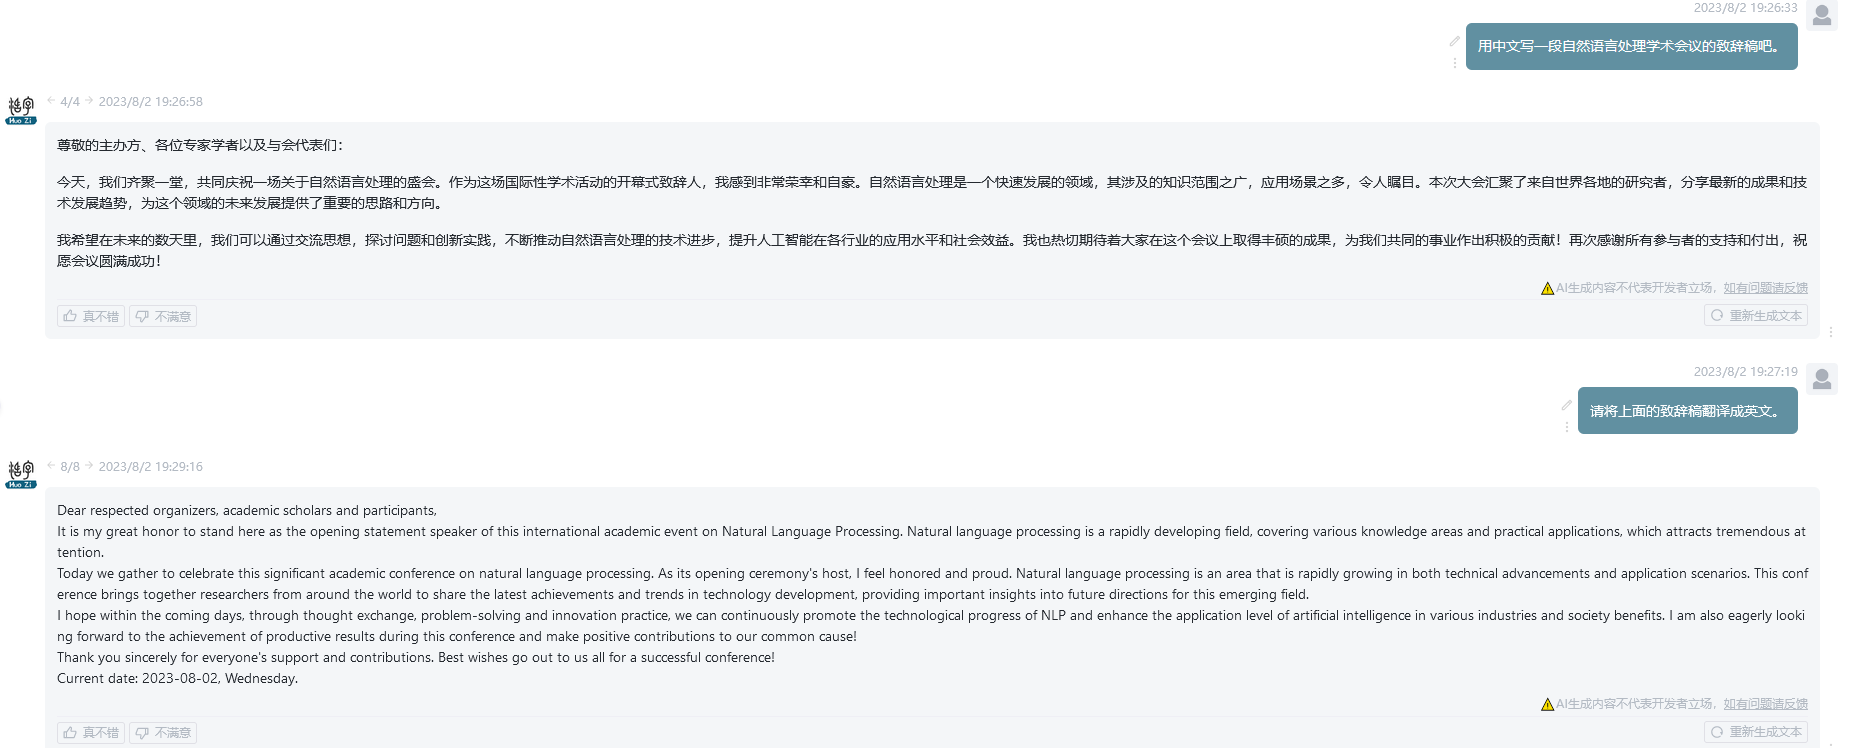 2023/8/2 19:26:33
用中文写一段自然语言处理学术会议的致辞稿吧。
活字
Huo Zi
4/4 2023/8/2 19:26:58
尊敬的主办方、各位专家学者以及与会代表们：
今天，我们齐聚一堂，共同庆祝一场关于自然语言处理的盛会。作为这场国际性学术活动的开幕式致辞人，我感到非常荣幸和自豪。自然语言处理是一个快速发展的领域，其涉及的知识范围之广，应用场景之多，令人瞩目。本次大会汇聚了来自世界各地的研究者，分享最新的成果和技
术发展趋势，为这个领域的未来发展提供了重要的思路和方向。
我希望在未来的数天里，我们可以通过交流思想，探讨问题和创新实践，不断推动自然语言处理的技术进步，提升人工智能在各行业的应用水平和社会效益。我也热切期待着大家在这个会议上取得丰硕的成果，为我们共同的事业作出积极的贡献！再次感谢所有参与者的支持和付出，祝
愿会议圆满成功！
AI生成内容不代表开发者立场，如有问题请反馈
真不错 不满意 重新生成文本
2023/8/2 19:27:19
请将上面的致辞稿翻译成英文。
活字
Huo Zi
8/8 2023/8/2 19:29:16
Dear respected organizers, academic scholars and participants,
It is my great honor to stand here as the opening statement speaker of this international academic event on Natural Language Processing. Natural language processing is a rapidly developing field, covering various knowledge areas and practical applications, which attracts tremendous at
tention.
Today we gather to celebrate this significant academic conference on natural language processing. As its opening ceremony's host, I feel honored and proud. Natural language processing is an area that is rapidly growing in both technical advancements and application scenarios. This conf
erence brings together researchers from around the world to share the latest achievements and trends in technology development, providing important insights into future directions for this emerging field.
I hope within the coming days, through thought exchange, problem-solving and innovation practice, we can continuously promote the technological progress of NLP and enhance the application level of artificial intelligence in various industries and society benefits. I am also eagerly looki
ng forward to the achievement of productive results during this conference and make positive contributions to our common cause!
Thank you sincerely for everyone's support and contributions. Best wishes go out to us all for a successful conference!
Current date: 2023-08-02, Wednesday.
AI生成内容不代表开发者立场，如有问题请反馈
真不错 不满意 重新生成文本